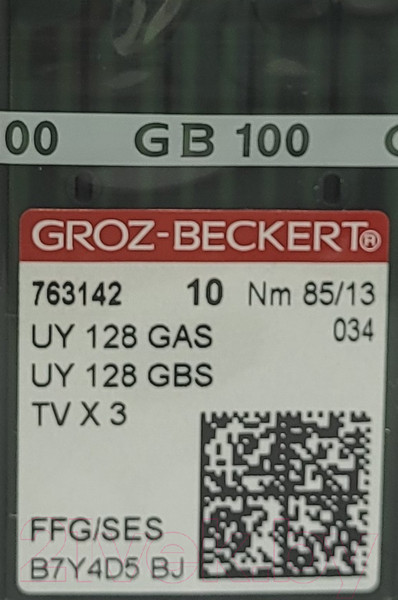 00 GB 100
GROZ-BECKERT®
763142 10 Nm 85/13
UY 128 GAS 034
UY 128 GBS
TV X 3
FFG/SES
B7Y4D5 BJ